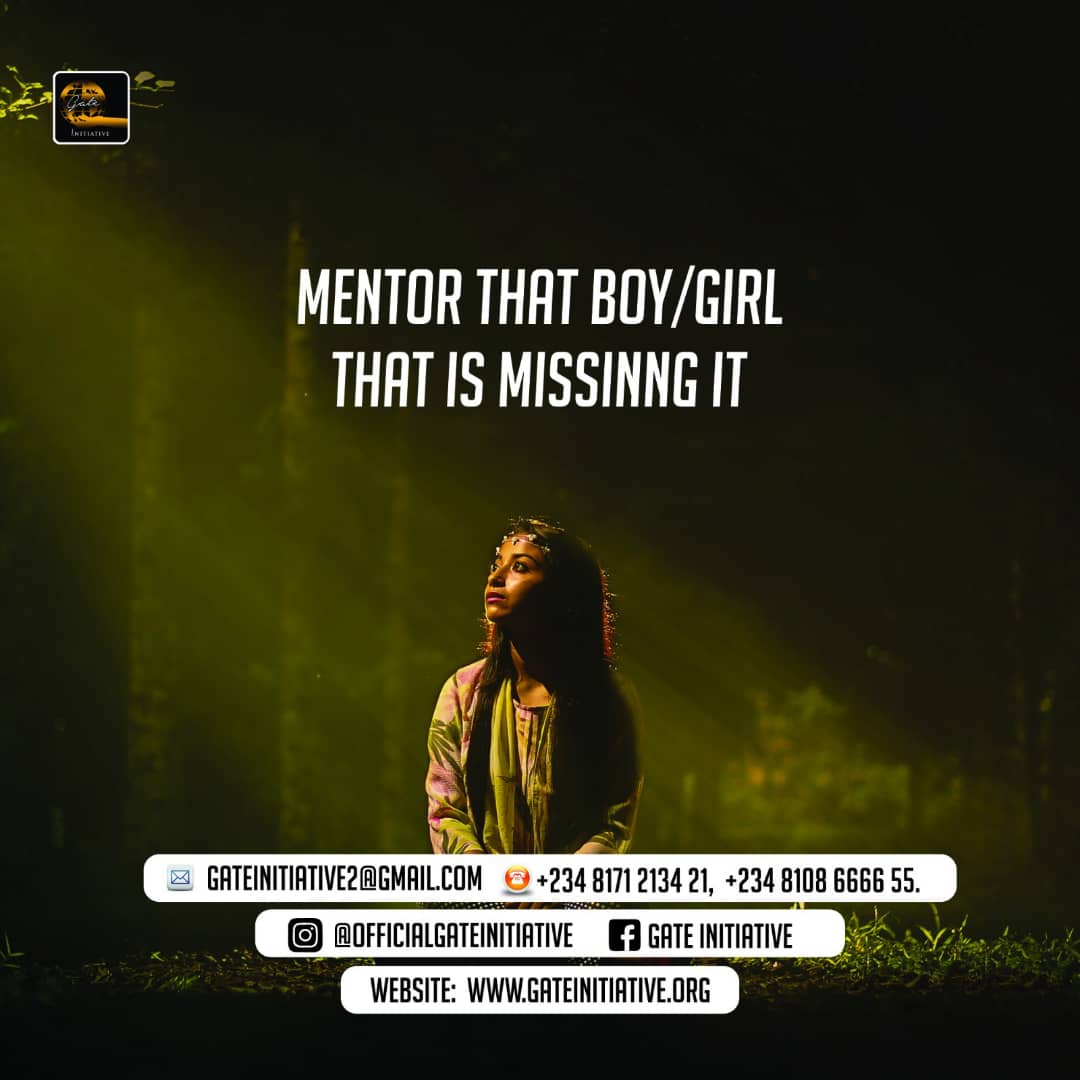 Gate
INITIATIVE
MENTOR THAT BOY/GIRL
THAT IS MISSINNG IT
GATEINITIATIVE2@GMAIL.COM +234 8171 2134 21, +234 8108 6666 55.
@OFFICIALGATEINITIATIVE GATE INITIATIVE
WEBSITE: WWW.GATEINITIATIVE.ORG